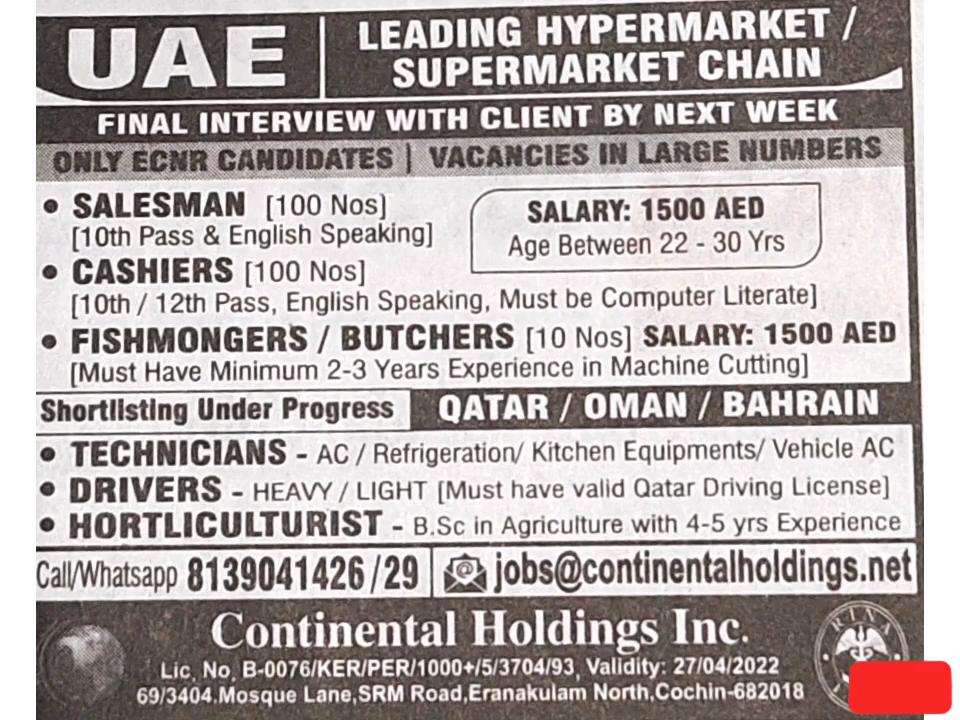 UAE
LEADING HYPERMARKET /
SUPERMARKET CHAIN
FINAL INTERVIEW WITH CLIENT BY NEXT WEEK
ONLY ECNR CANDIDATES | VACANCIES IN LARGE NUMBERS
• SALESMAN [100 Nos]
[10th Pass & English Speaking]
SALARY: 1500 AED
Age Between 22 - 30 Yrs
• CASHIERS [100 Nos]
[10th / 12th Pass, English Speaking, Must be Computer Literate]
• FISHMONGERS / BUTCHERS [10 Nos] SALARY: 1500 AED
[Must Have Minimum 2-3 Years Experience in Machine Cutting]
Shortlisting Under Progress
QATAR / OMAN / BAHRAIN
• TECHNICIANS - AC / Refrigeration/ Kitchen Equipments/ Vehicle AC
• DRIVERS - HEAVY / LIGHT [Must have valid Qatar Driving License]
• HORTLICULTURIST - B.Sc in Agriculture with 4-5 yrs Experience
Call/Whatsapp 8139041426/29
@ jobs@continentalholdings.net
Continental Holdings Inc.
Lic, No, B-0076/KER/PER/1000+/5/3704/93, Validity: 27/04/2022
69/3404.Mosque Lane,SRM Road,Eranakulam North,Cochin-682018
RINA